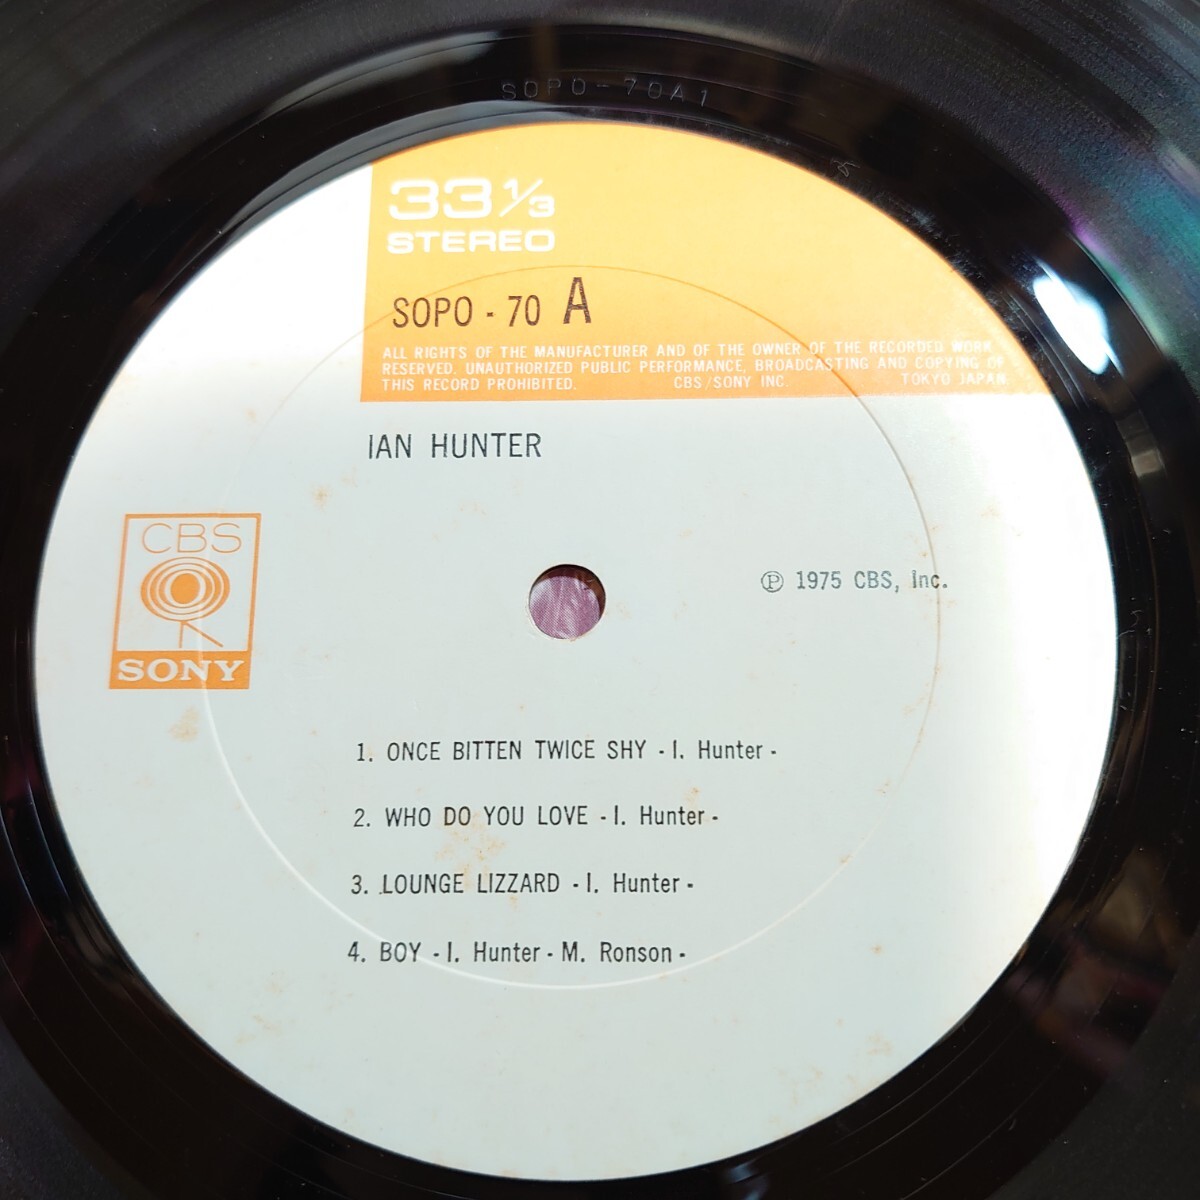 SOPO-70A1
33 1/3
STEREO
SOPO - 70 A
ALL RIGHTS OF THE MANUFACTURER AND OF THE OWNER OF THE RECORDED WORK
RESERVED. UNAUTHORIZED PUBLIC PERFORMANCE, BROADCASTING AND COPYING OF
THIS RECORD PROHIBITED. CBS/SONY INC. TOKYO JAPAN
IAN HUNTER
CBS
SONY
℗ 1975 CBS, Inc.
1. ONCE BITTEN TWICE SHY - I. Hunter -
2. WHO DO YOU LOVE - I. Hunter -
3. LOUNGE LIZZARD - I. Hunter -
4. BOY - I. Hunter - M. Ronson -